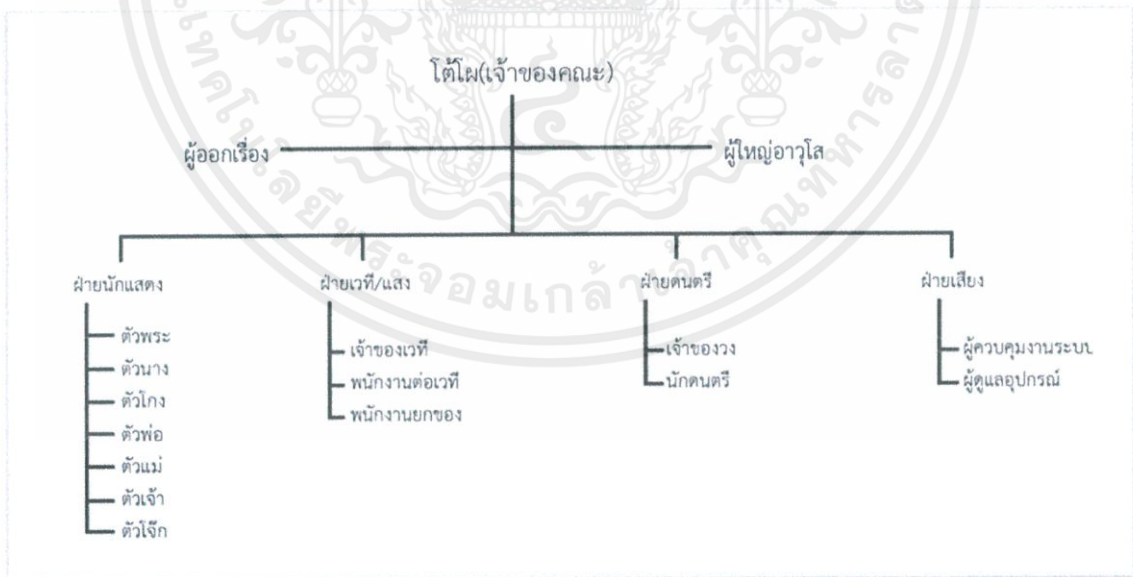 โต้โผ(เจ้าของคณะ)
ผู้ออกเรื่อง
ผู้ใหญ่อาวุโส
ฝ่ายนักแสดง
ตัวพระ
ตัวนาง
ตัวโกง
ตัวพ่อ
ตัวแม่
ตัวเจ้า
ตัวโจ๊ก
ฝ่ายเวที/แสง
เจ้าของเวที
พนักงานต่อเวที
พนักงานยกของ
ฝ่ายดนตรี
เจ้าของวง
นักดนตรี
ฝ่ายเสียง
ผู้ควบคุมงานระบบ
ผู้ดูแลอุปกรณ์